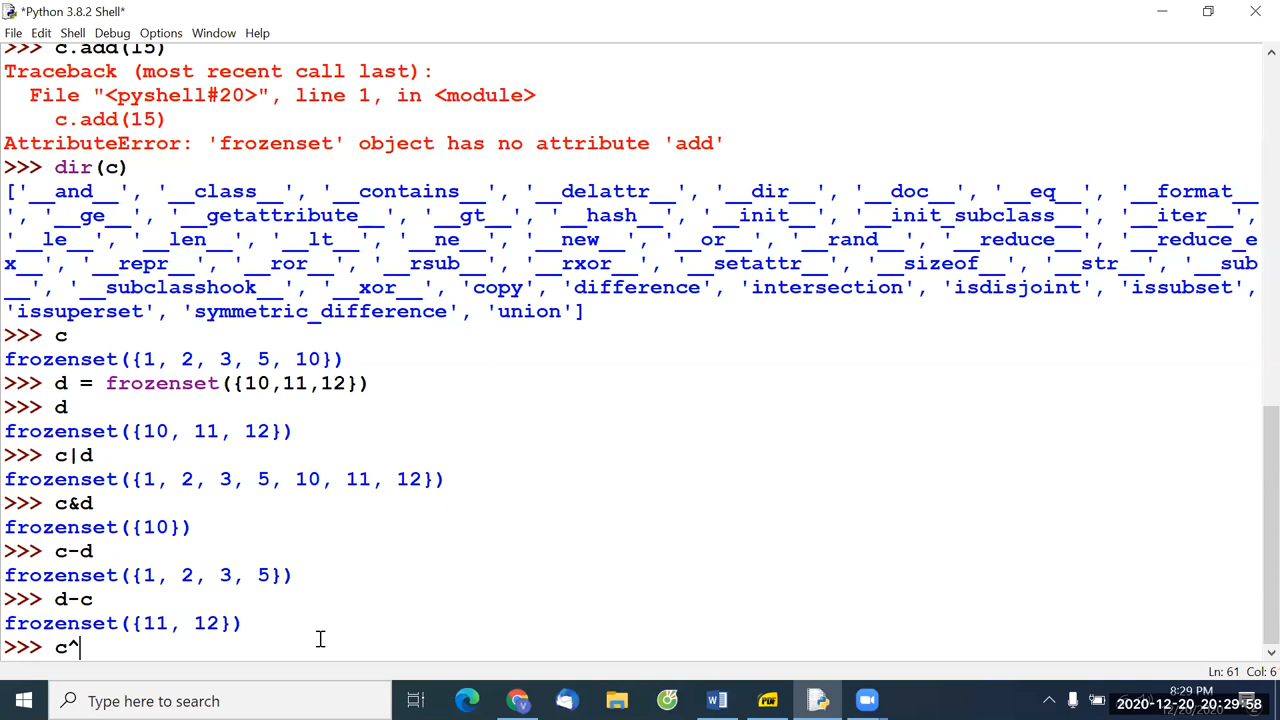 *Python 3.8.2 Shell*
File Edit Shell Debug Options Window Help
>>> c.add(15)
Traceback (most recent call last):
  File "<pyshell#20>", line 1, in <module>
    c.add(15)
AttributeError: 'frozenset' object has no attribute 'add'
>>> dir(c)
['__and__', '__class__', '__contains__', '__delattr__', '__dir__', '__doc__', '__eq__', '__format__
', '__ge__', '__getattribute__', '__gt__', '__hash__', '__init__', '__init_subclass__', '__iter__',
'__le__', '__len__', '__lt__', '__ne__', '__new__', '__or__', '__rand__', '__reduce__', '__reduce_e
x__', '__repr__', '__ror__', '__rsub__', '__rxor__', '__setattr__', '__sizeof__', '__str__', '__sub
__', '__subclasshook__', '__xor__', 'copy', 'difference', 'intersection', 'isdisjoint', 'issubset',
'issuperset', 'symmetric_difference', 'union']
>>> c
frozenset({1, 2, 3, 5, 10})
>>> d = frozenset({10,11,12})
>>> d
frozenset({10, 11, 12})
>>> c|d
frozenset({1, 2, 3, 5, 10, 11, 12})
>>> c&d
frozenset({10})
>>> c-d
frozenset({1, 2, 3, 5})
>>> d-c
frozenset({11, 12})
>>> c^
Ln: 61 Col: 6
Type here to search
8:29 PM
2020-12-20 20:29:58